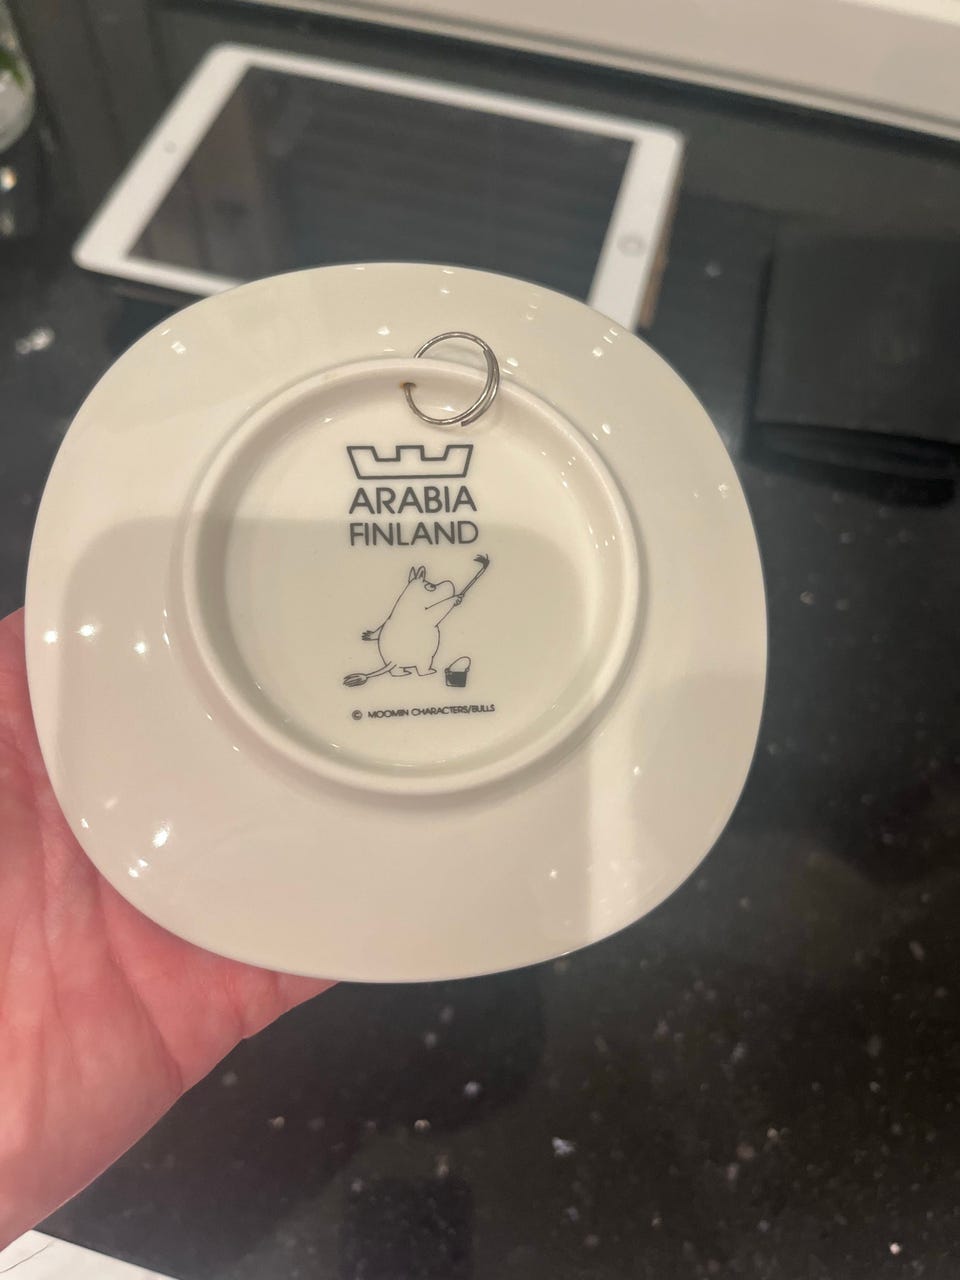 ARABIA
FINLAND
© MOOMIN CHARACTERS/BULLS